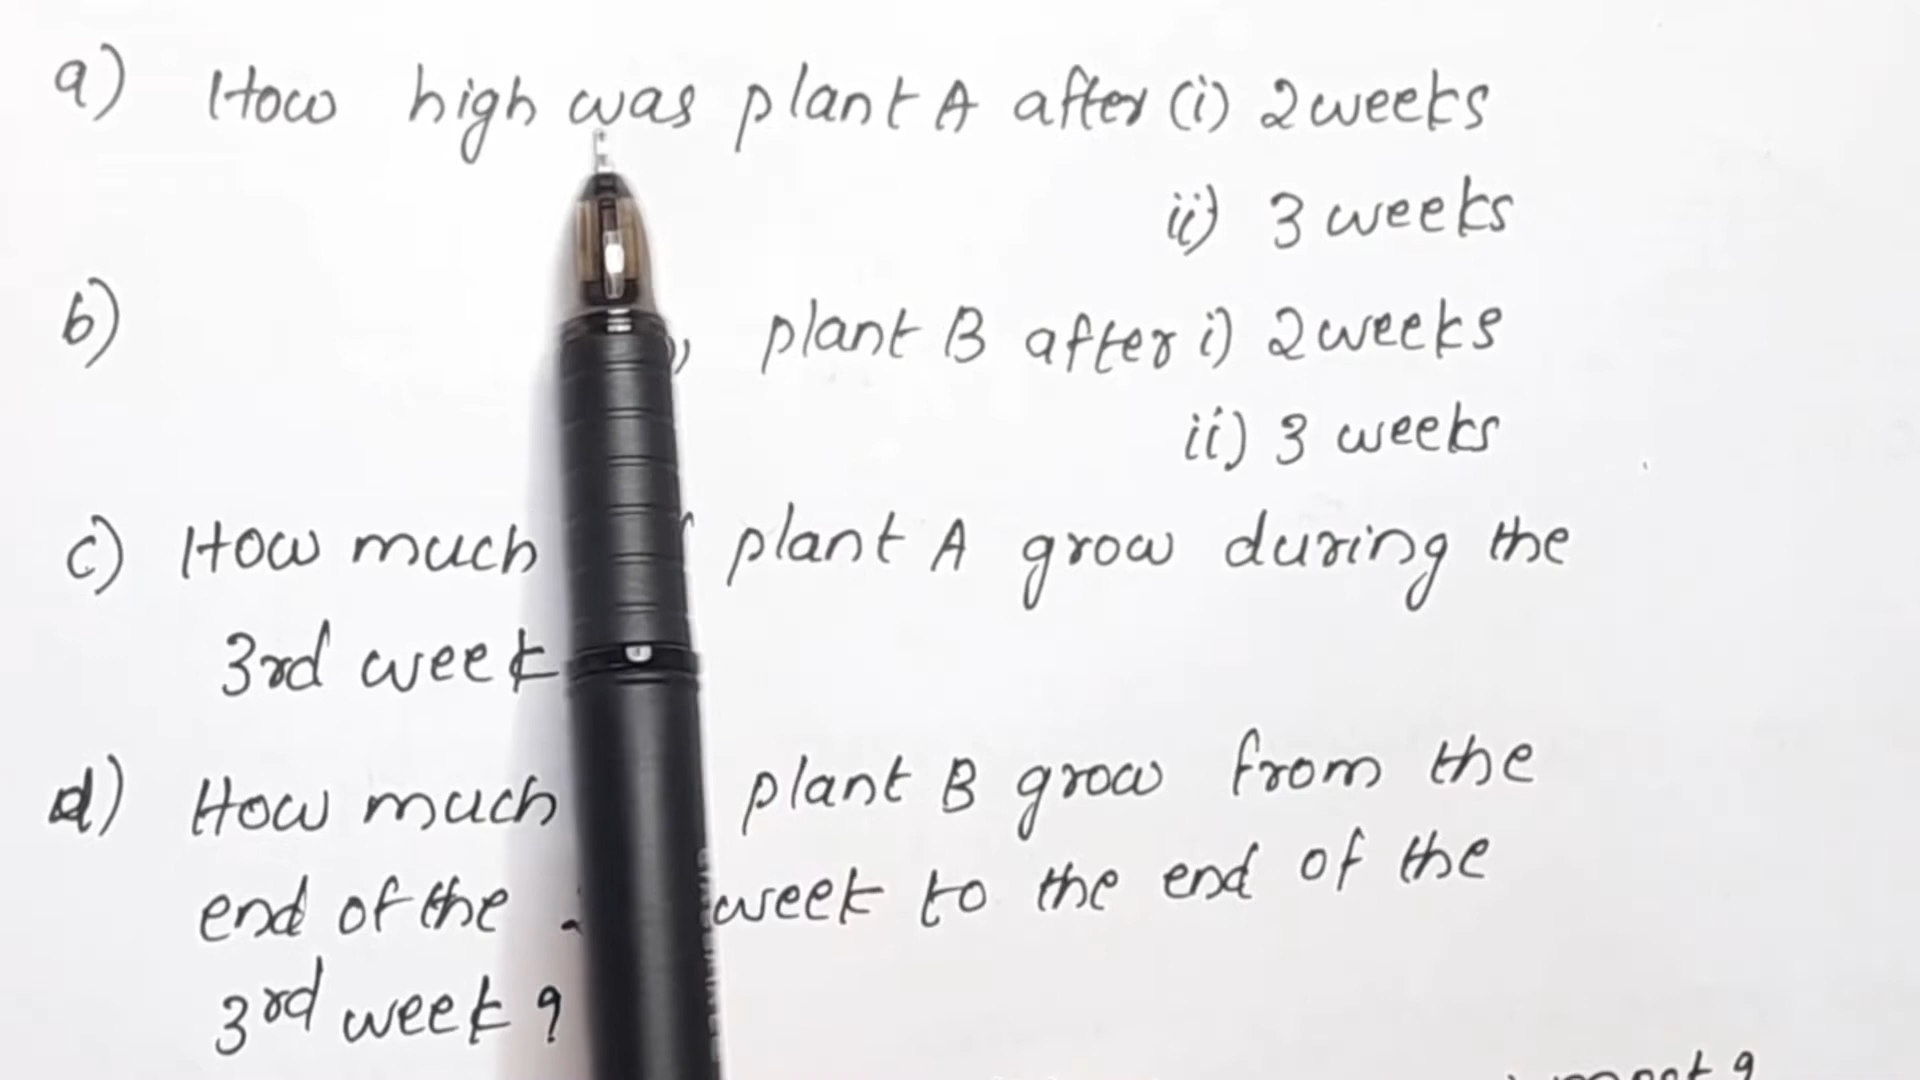 a) How high was plant A after (i) 2 weeks
ii) 3 weeks
b) ,, plant B after i) 2 weeks
ii) 3 weeks
c) How much plant A grow during the
3rd week
d) How much plant B grow from the
end of the week to the end of the
3rd week ?